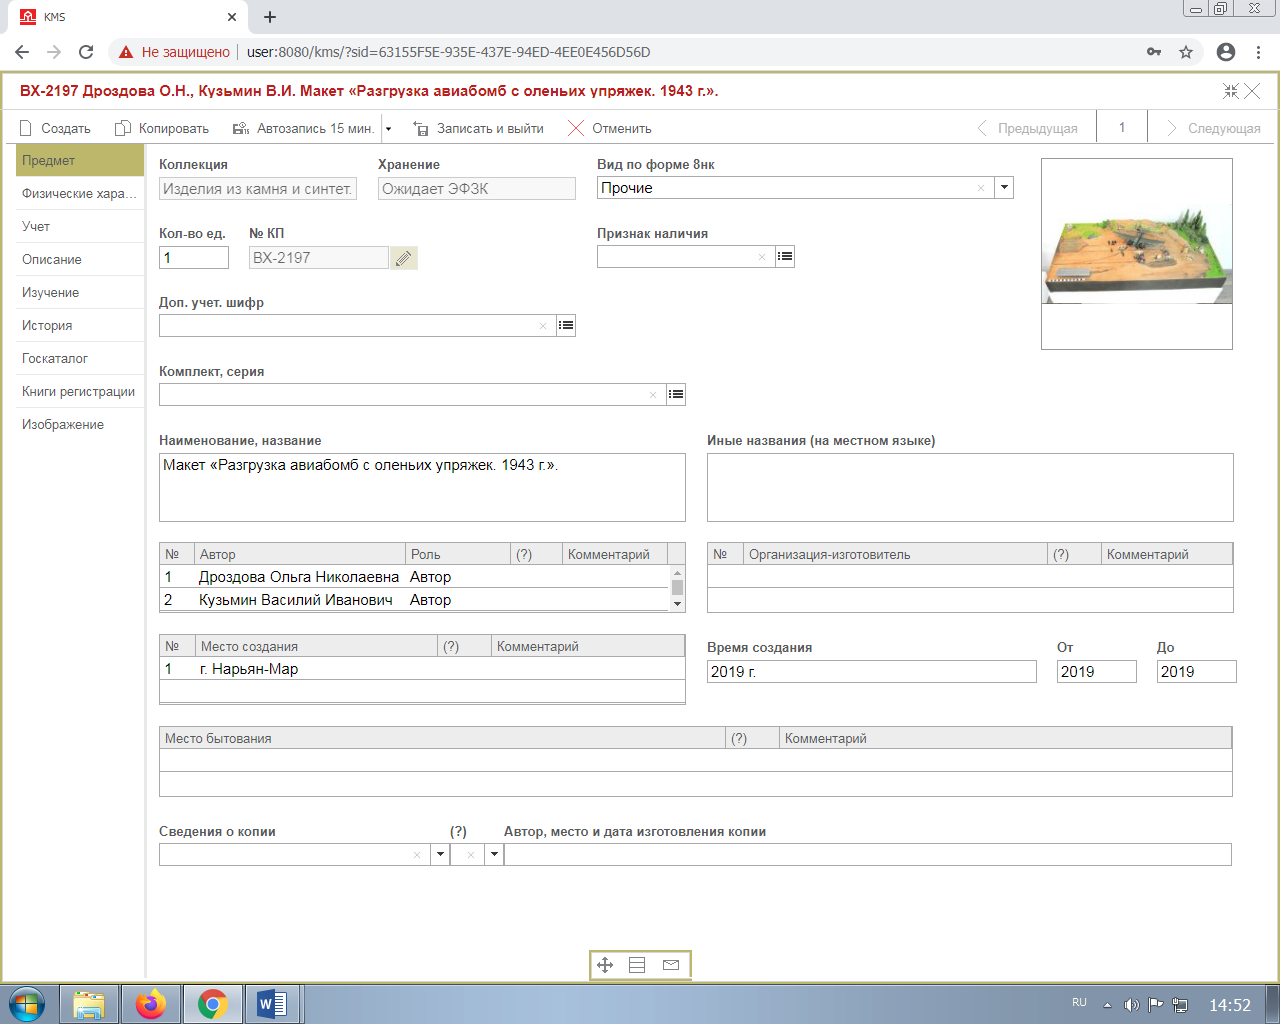 KMS
Не защищено
user:8080/kms/?sid=63155F5E-935E-437E-94ED-4EE0E456D56D
ВХ-2197 Дроздова О.Н., Кузьмин В.И. Макет «Разгрузка авиабомб с оленьих упряжек. 1943 г.».
Создать Копировать Автозапись 15 мин. Записать и выйти Отменить Предыдущая 1 Следующая
Предмет
Физические хара...
Учет
Описание
Изучение
История
Госкаталог
Книги регистрации
Изображение
Коллекция Хранение Вид по форме 8нк
Изделия из камня и синтет. Ожидает ЭФЗК Прочие
Кол-во ед. № КП Признак наличия
1 ВХ-2197
Доп. учет. шифр
Комплект, серия
Наименование, название Иные названия (на местном языке)
Макет «Разгрузка авиабомб с оленьих упряжек. 1943 г.».
№ Автор Роль (?) Комментарий № Организация-изготовитель (?) Комментарий
1 Дроздова Ольга Николаевна Автор
2 Кузьмин Василий Иванович Автор
№ Место создания (?) Комментарий Время создания От До
1 г. Нарьян-Мар 2019 г. 2019 2019
Место бытования (?) Комментарий
Сведения о копии (?) Автор, место и дата изготовления копии
RU 14:52